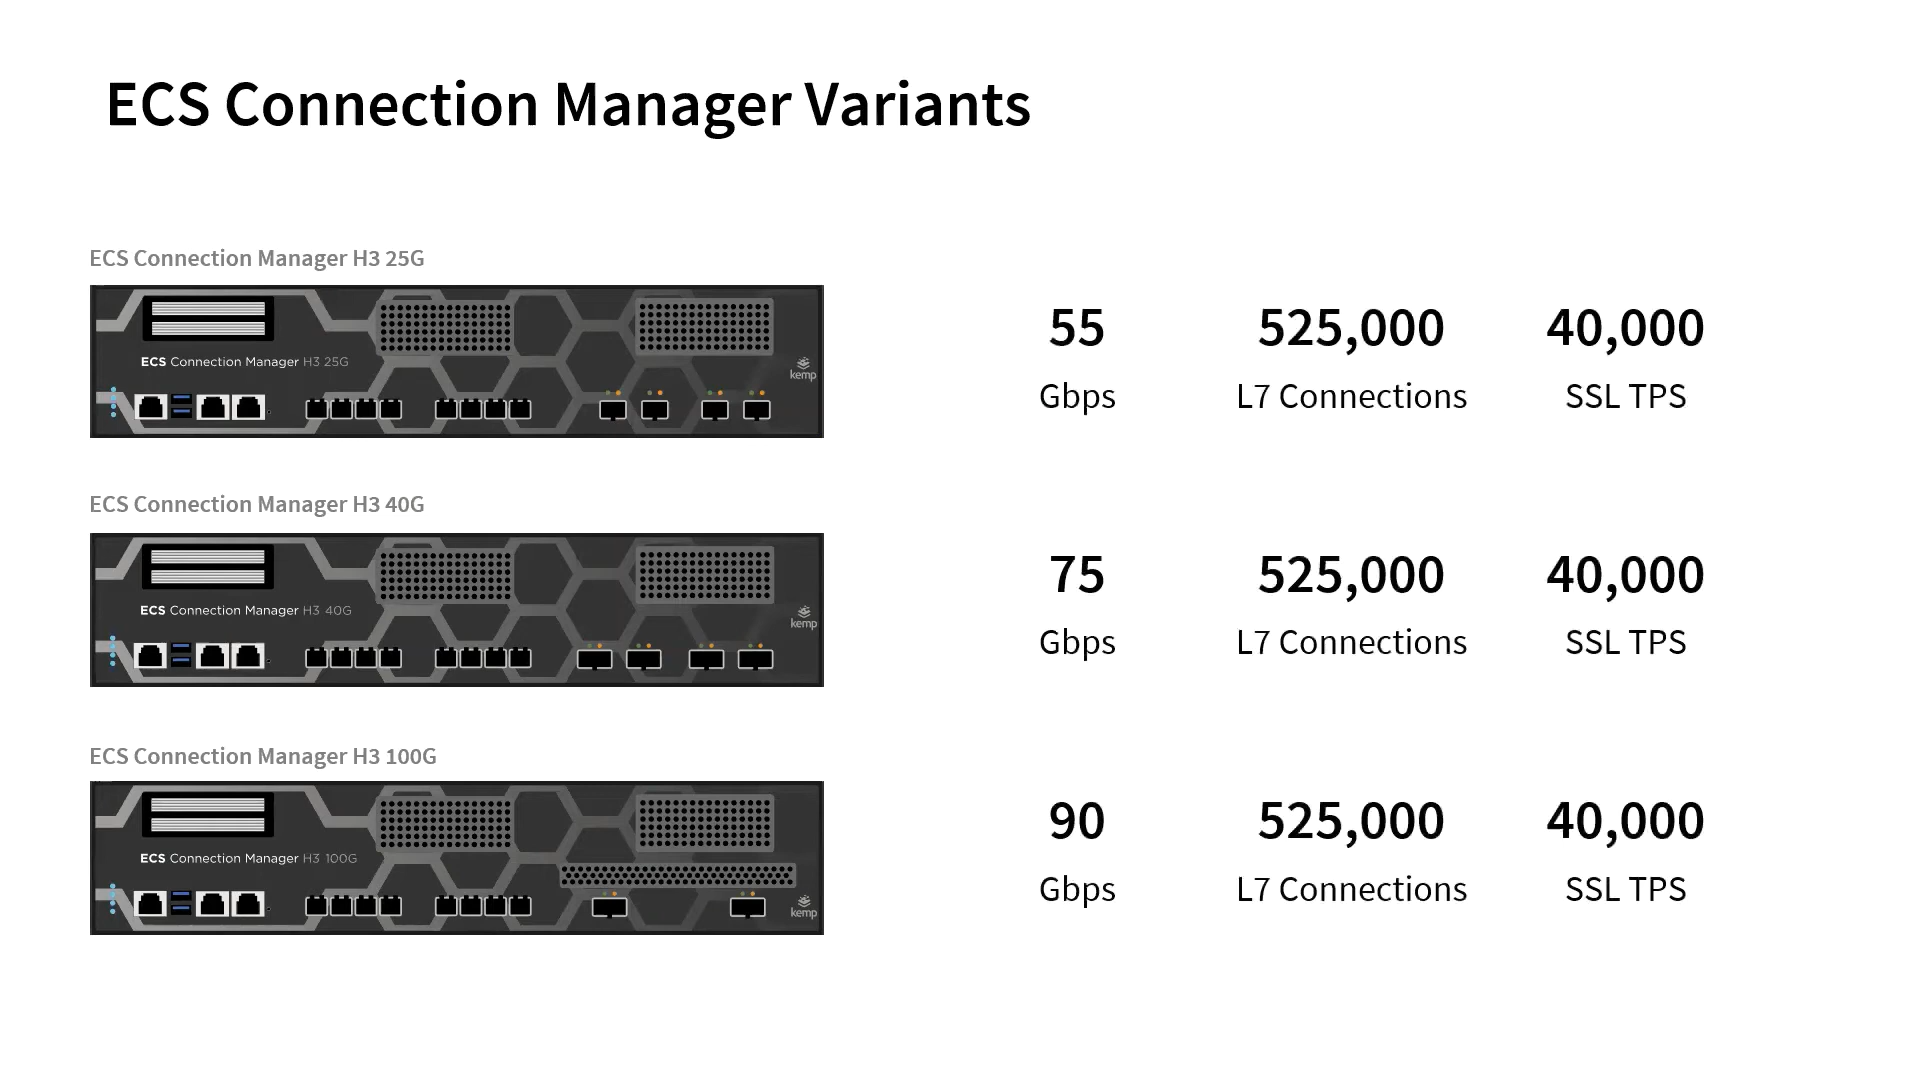 ECS Connection Manager Variants
ECS Connection Manager H3 25G
ECS Connection Manager H3 25G
kemp
55
Gbps
525,000
L7 Connections
40,000
SSL TPS
ECS Connection Manager H3 40G
ECS Connection Manager H3 40G
kemp
75
Gbps
525,000
L7 Connections
40,000
SSL TPS
ECS Connection Manager H3 100G
ECS Connection Manager H3 100G
kemp
90
Gbps
525,000
L7 Connections
40,000
SSL TPS